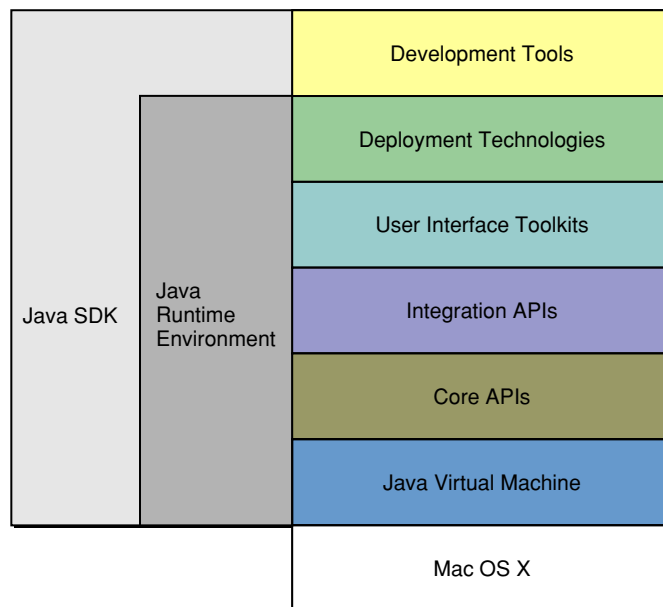 Development Tools
Deployment Technologies
User Interface Toolkits
Java SDK
Java
Runtime
Environment
Integration APIs
Core APIs
Java Virtual Machine
Mac OS X